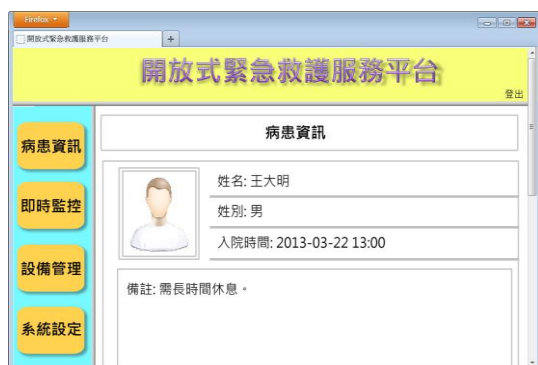 Firefox
開放式緊急救護服務平台
開放式緊急救護服務平台
登出
病患資訊
即時監控
設備管理
系統設定
病患資訊
姓名: 王大明
姓別: 男
入院時間: 2013-03-22 13:00
備註: 需長時間休息。